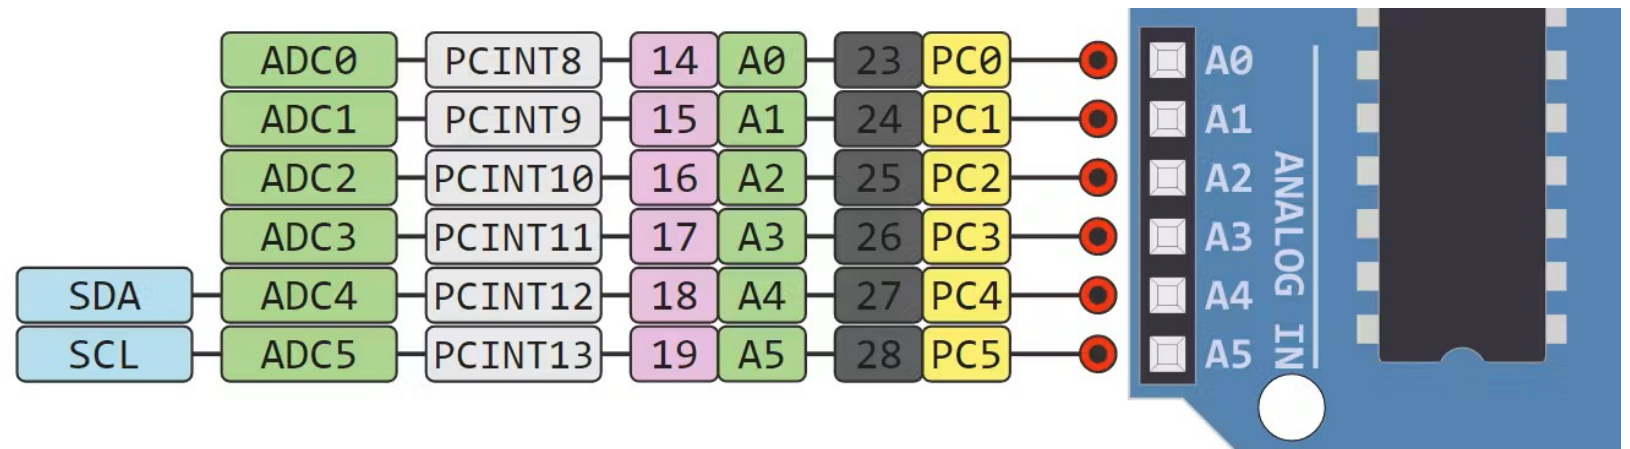 ADC0 PCINT8 14 A0 23 PC0 A0
ADC1 PCINT9 15 A1 24 PC1 A1
ADC2 PCINT10 16 A2 25 PC2 A2
ADC3 PCINT11 17 A3 26 PC3 A3
SDA ADC4 PCINT12 18 A4 27 PC4 A4
SCL ADC5 PCINT13 19 A5 28 PC5 A5
ANALOG IN